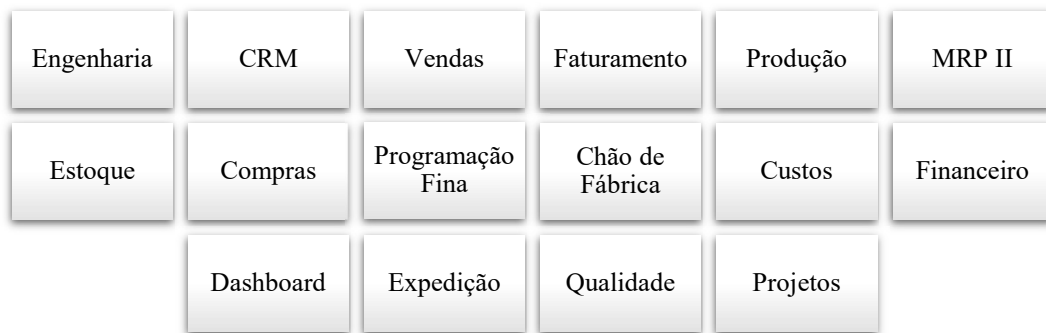 Engenharia
CRM
Vendas
Faturamento
Produção
MRP II
Estoque
Compras
Programação
Fina
Chão de
Fábrica
Custos
Financeiro
Dashboard
Expedição
Qualidade
Projetos